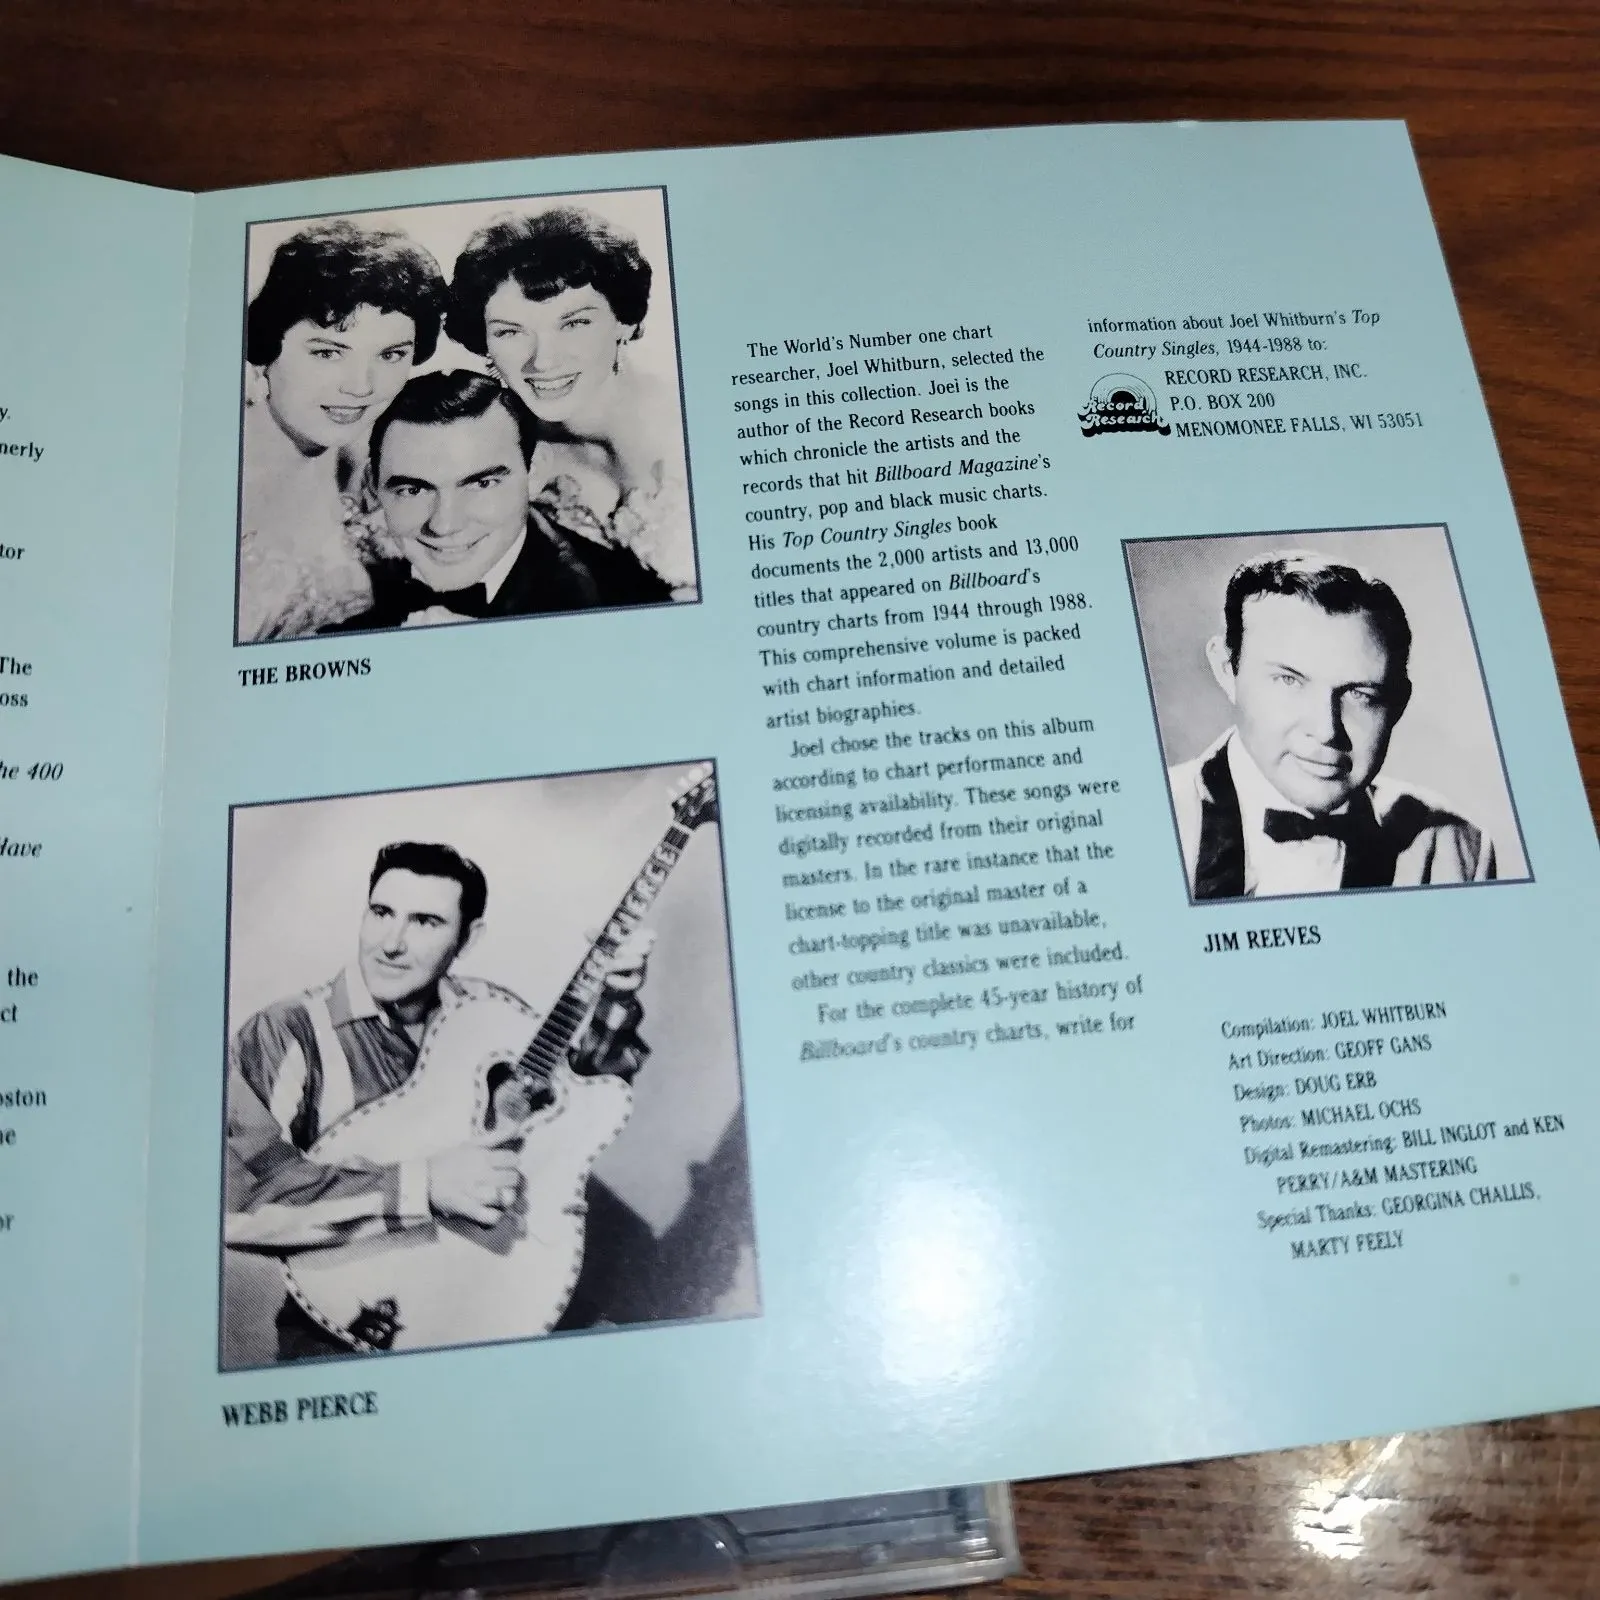 y.
nerly
tor
The
oss
he 400
Have
the
ct
oston
ne
or
THE BROWNS
WEBB PIERCE
WEBB PIERCE
The World's Number one chart
researcher, Joel Whitburn, selected the
songs in this collection. Joel is the
author of the Record Research books
which chronicle the artists and the
records that hit Billboard Magazine's
country, pop and black music charts.
His Top Country Singles book
documents the 2,000 artists and 13,000
titles that appeared on Billboard's
country charts from 1944 through 1988.
This comprehensive volume is packed
with chart information and detailed
artist biographies.
Joel chose the tracks on this album
according to chart performance and
licensing availability. These songs were
digitally recorded from their original
masters. In the rare instance that the
license to the original master of a
chart-topping title was unavailable,
other country classics were included.
For the complete 45-year history of
Billboard's country charts, write for
information about Joel Whitburn's Top
Country Singles, 1944-1988 to:
Record
Research
RECORD RESEARCH, INC.
P.O. BOX 200
MENOMONEE FALLS, WI 53051
JIM REEVES
Compilation: JOEL WHITBURN
Art Direction: GEOFF GANS
Design: DOUG ERB
Photos: MICHAEL OCHS
Digital Remastering: BILL INGLOT and KEN
PERRY/A&M MASTERING
Special Thanks: GEORGINA CHALLIS,
MARTY FEELY